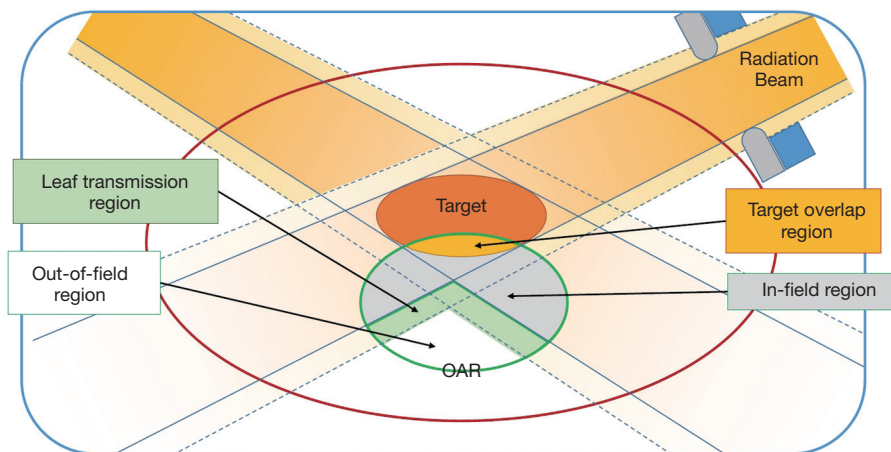 Radiation
Beam
Leaf transmission
region
Target
Target overlap
region
Out-of-field
region
In-field region
OAR